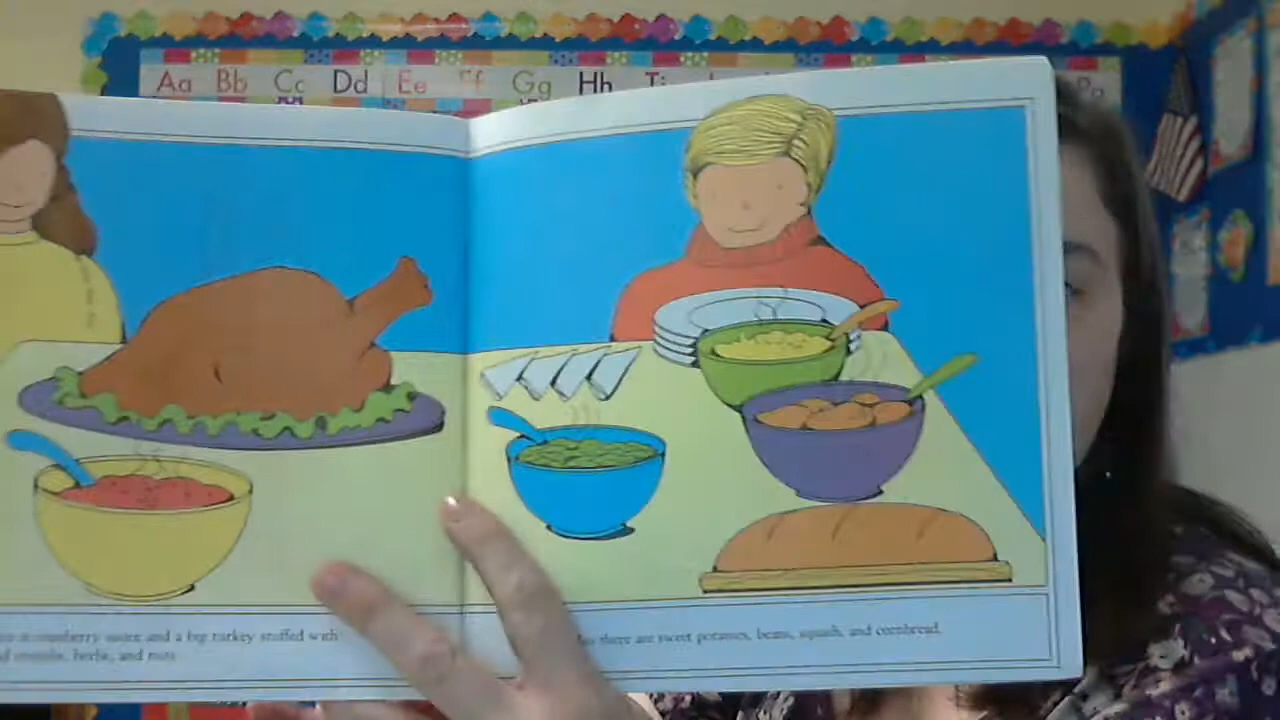 Aa Bb Cc Dd Ee Ff Gg Hh Ii
cranberry sauce and a big turkey stuffed with
herbs, and nuts
there are sweet potatoes, beans, squash, and cornbread.